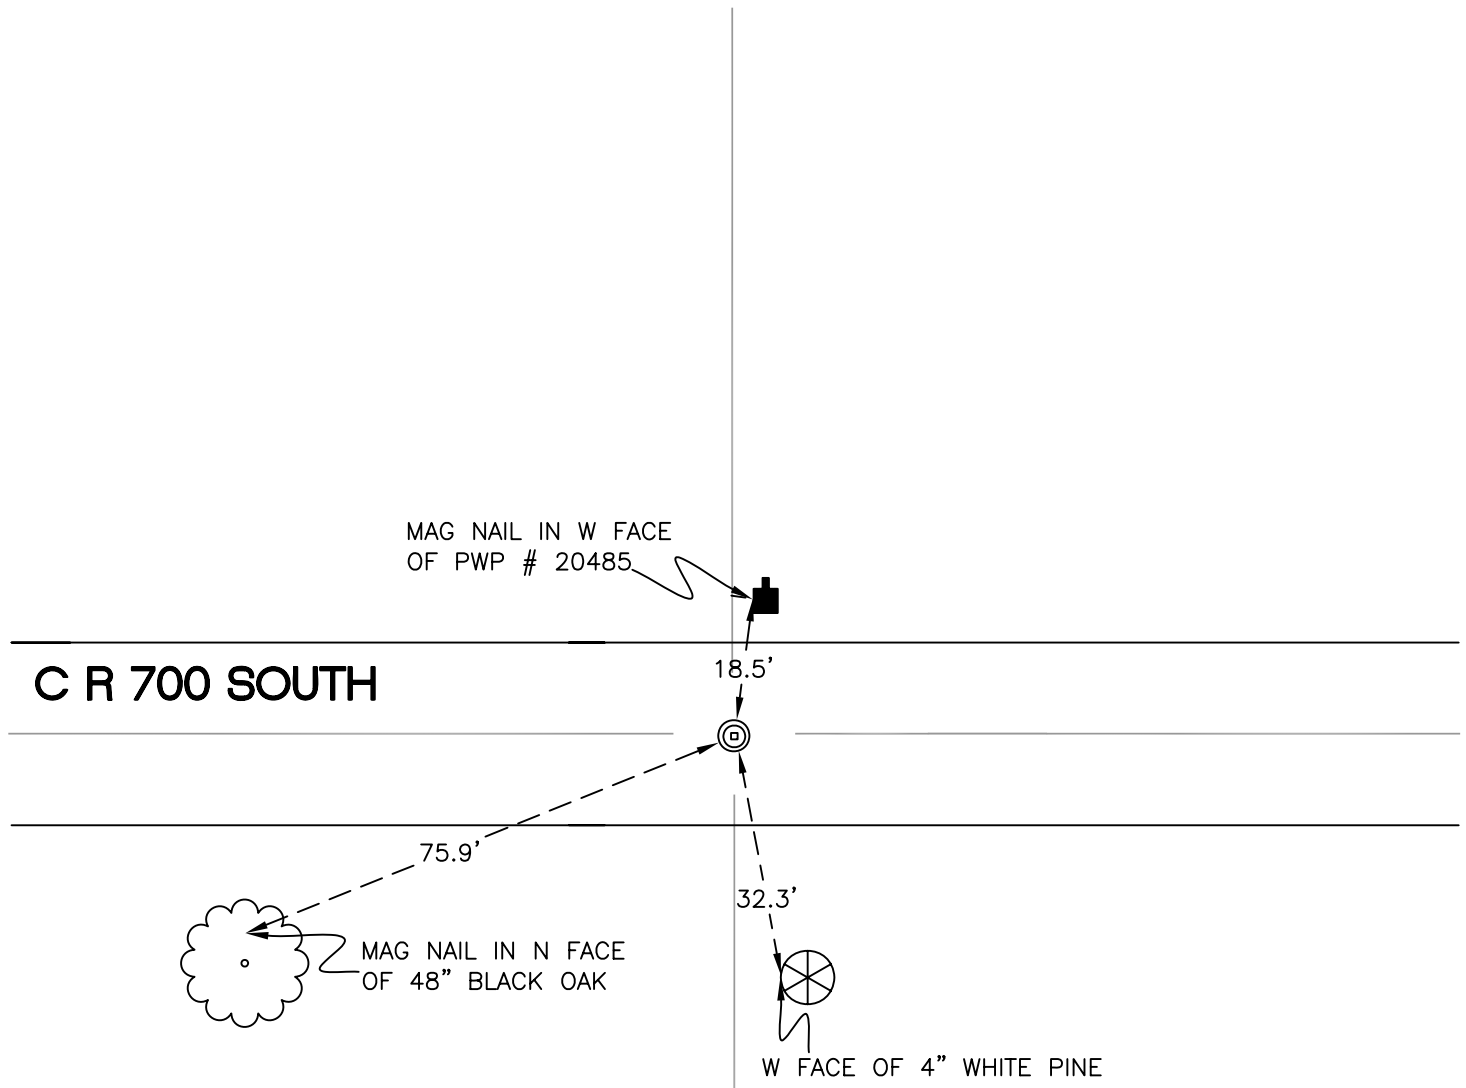 MAG NAIL IN W FACE
OF PWP # 20485
C R 700 SOUTH
18.5’
75.9’
32.3’
MAG NAIL IN N FACE
OF 48” BLACK OAK
W FACE OF 4” WHITE PINE